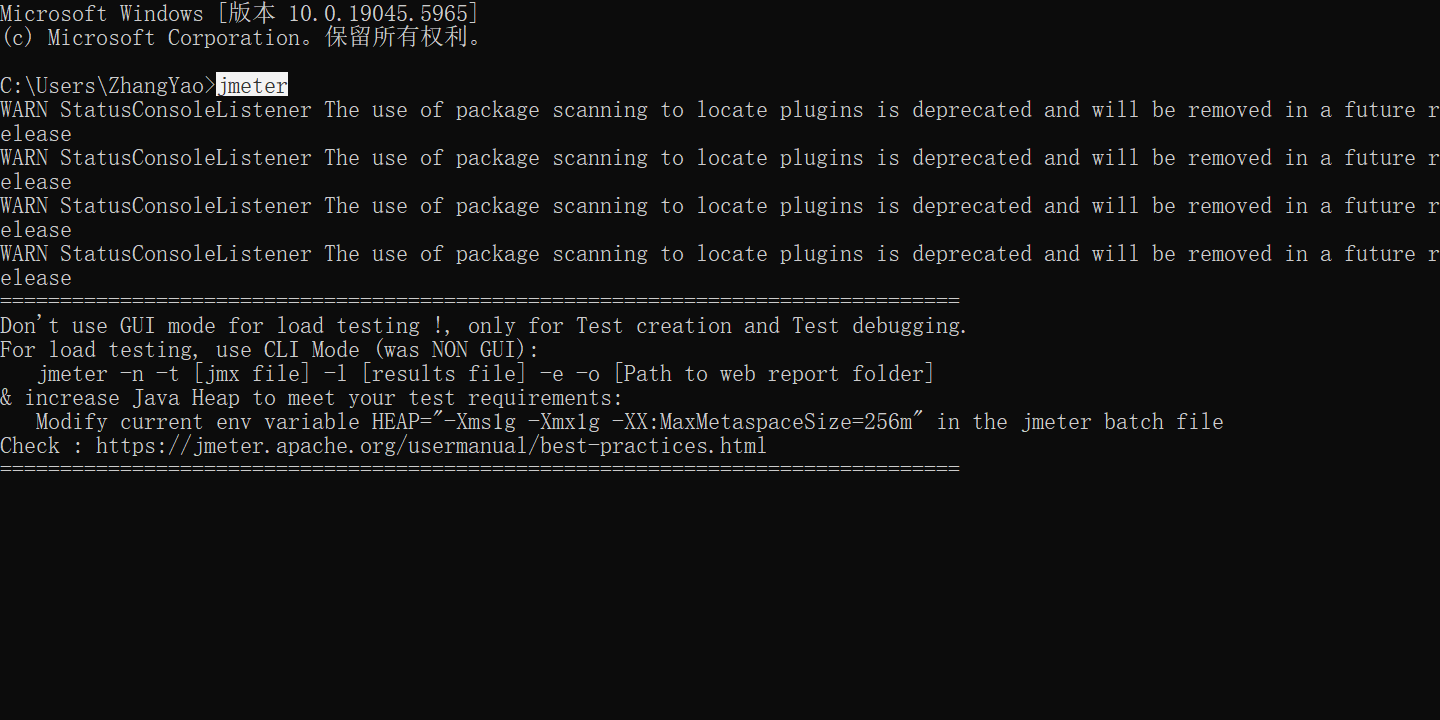 Microsoft Windows [版本 10.0.19045.5965]
(c) Microsoft Corporation。保留所有权利。
C:\Users\ZhangYao>jmeter
WARN StatusConsoleListener The use of package scanning to locate plugins is deprecated and will be removed in a future r
elease
WARN StatusConsoleListener The use of package scanning to locate plugins is deprecated and will be removed in a future r
elease
WARN StatusConsoleListener The use of package scanning to locate plugins is deprecated and will be removed in a future r
elease
WARN StatusConsoleListener The use of package scanning to locate plugins is deprecated and will be removed in a future r
elease
================================================================================
Don't use GUI mode for load testing !, only for Test creation and Test debugging.
For load testing, use CLI Mode (was NON GUI):
   jmeter -n -t [jmx file] -l [results file] -e -o [Path to web report folder]
& increase Java Heap to meet your test requirements:
   Modify current env variable HEAP="-Xms1g -Xmx1g -XX:MaxMetaspaceSize=256m" in the jmeter batch file
Check : https://jmeter.apache.org/usermanual/best-practices.html
================================================================================